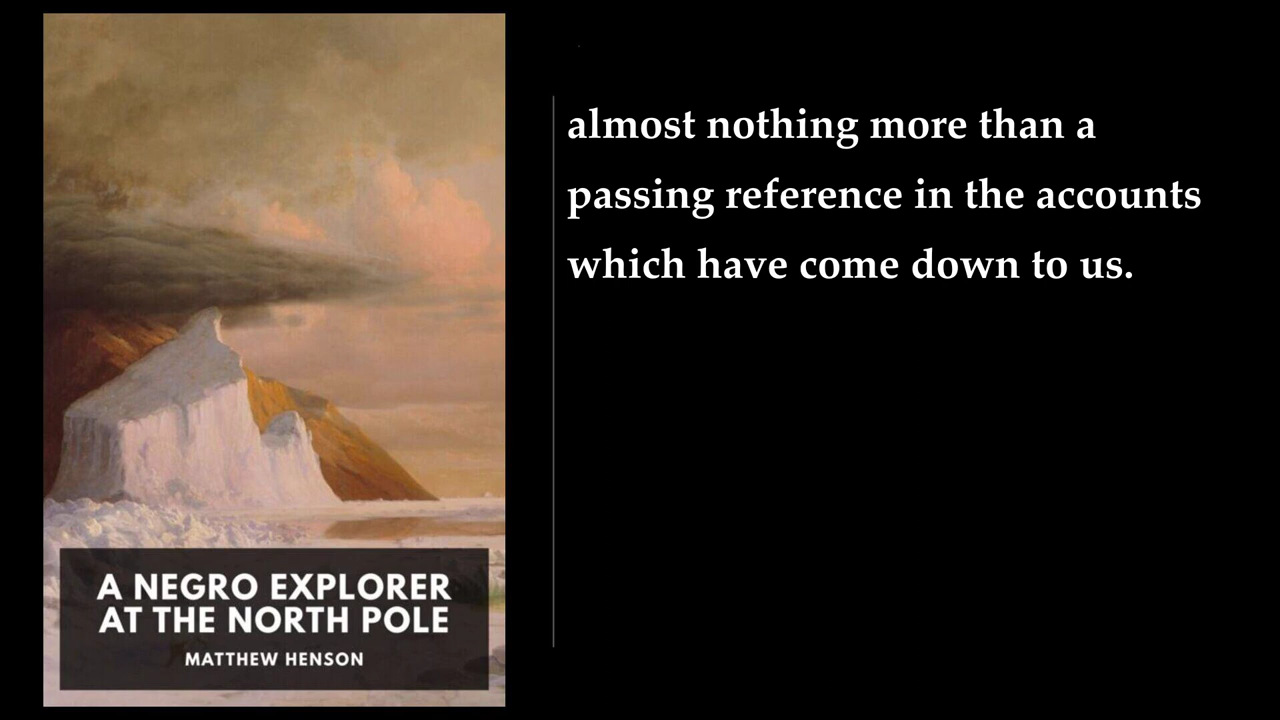 almost nothing more than a
passing reference in the accounts
which have come down to us.
A NEGRO EXPLORER
AT THE NORTH POLE
MATTHEW HENSON